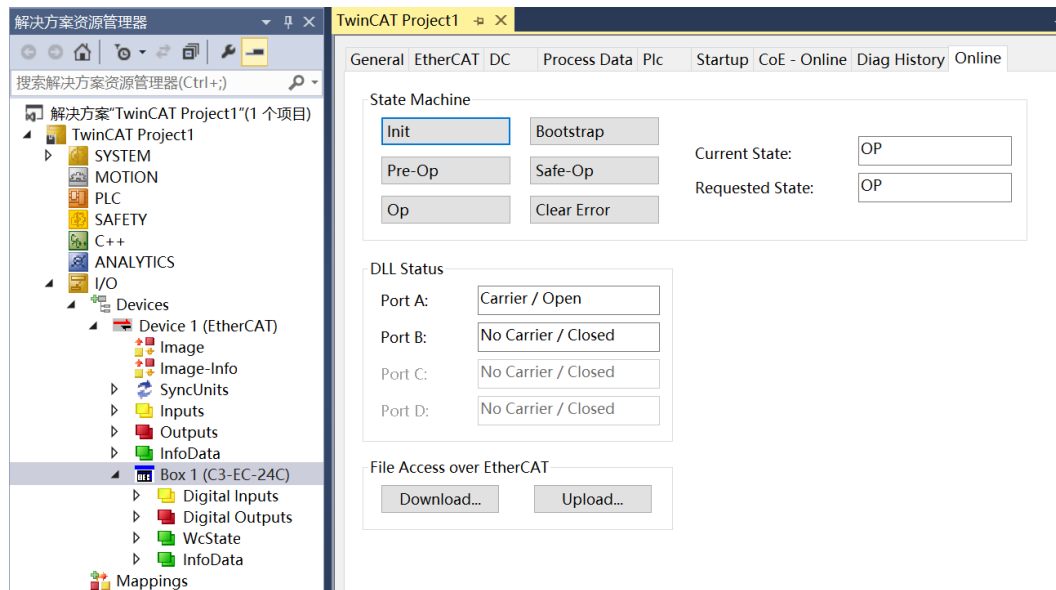 解决方案资源管理器
搜索解决方案资源管理器(Ctrl+;)
解决方案"TwinCAT Project1"(1 个项目)
TwinCAT Project1
SYSTEM
MOTION
PLC
SAFETY
C++
ANALYTICS
I/O
Devices
Device 1 (EtherCAT)
Image
Image-Info
SyncUnits
Inputs
Outputs
InfoData
Box 1 (C3-EC-24C)
Digital Inputs
Digital Outputs
WcState
InfoData
Mappings
TwinCAT Project1
General EtherCAT DC Process Data Plc Startup CoE - Online Diag History Online
State Machine
Init Bootstrap
Pre-Op Safe-Op
Op Clear Error
Current State: OP
Requested State: OP
DLL Status
Port A: Carrier / Open
Port B: No Carrier / Closed
Port C: No Carrier / Closed
Port D: No Carrier / Closed
File Access over EtherCAT
Download... Upload...